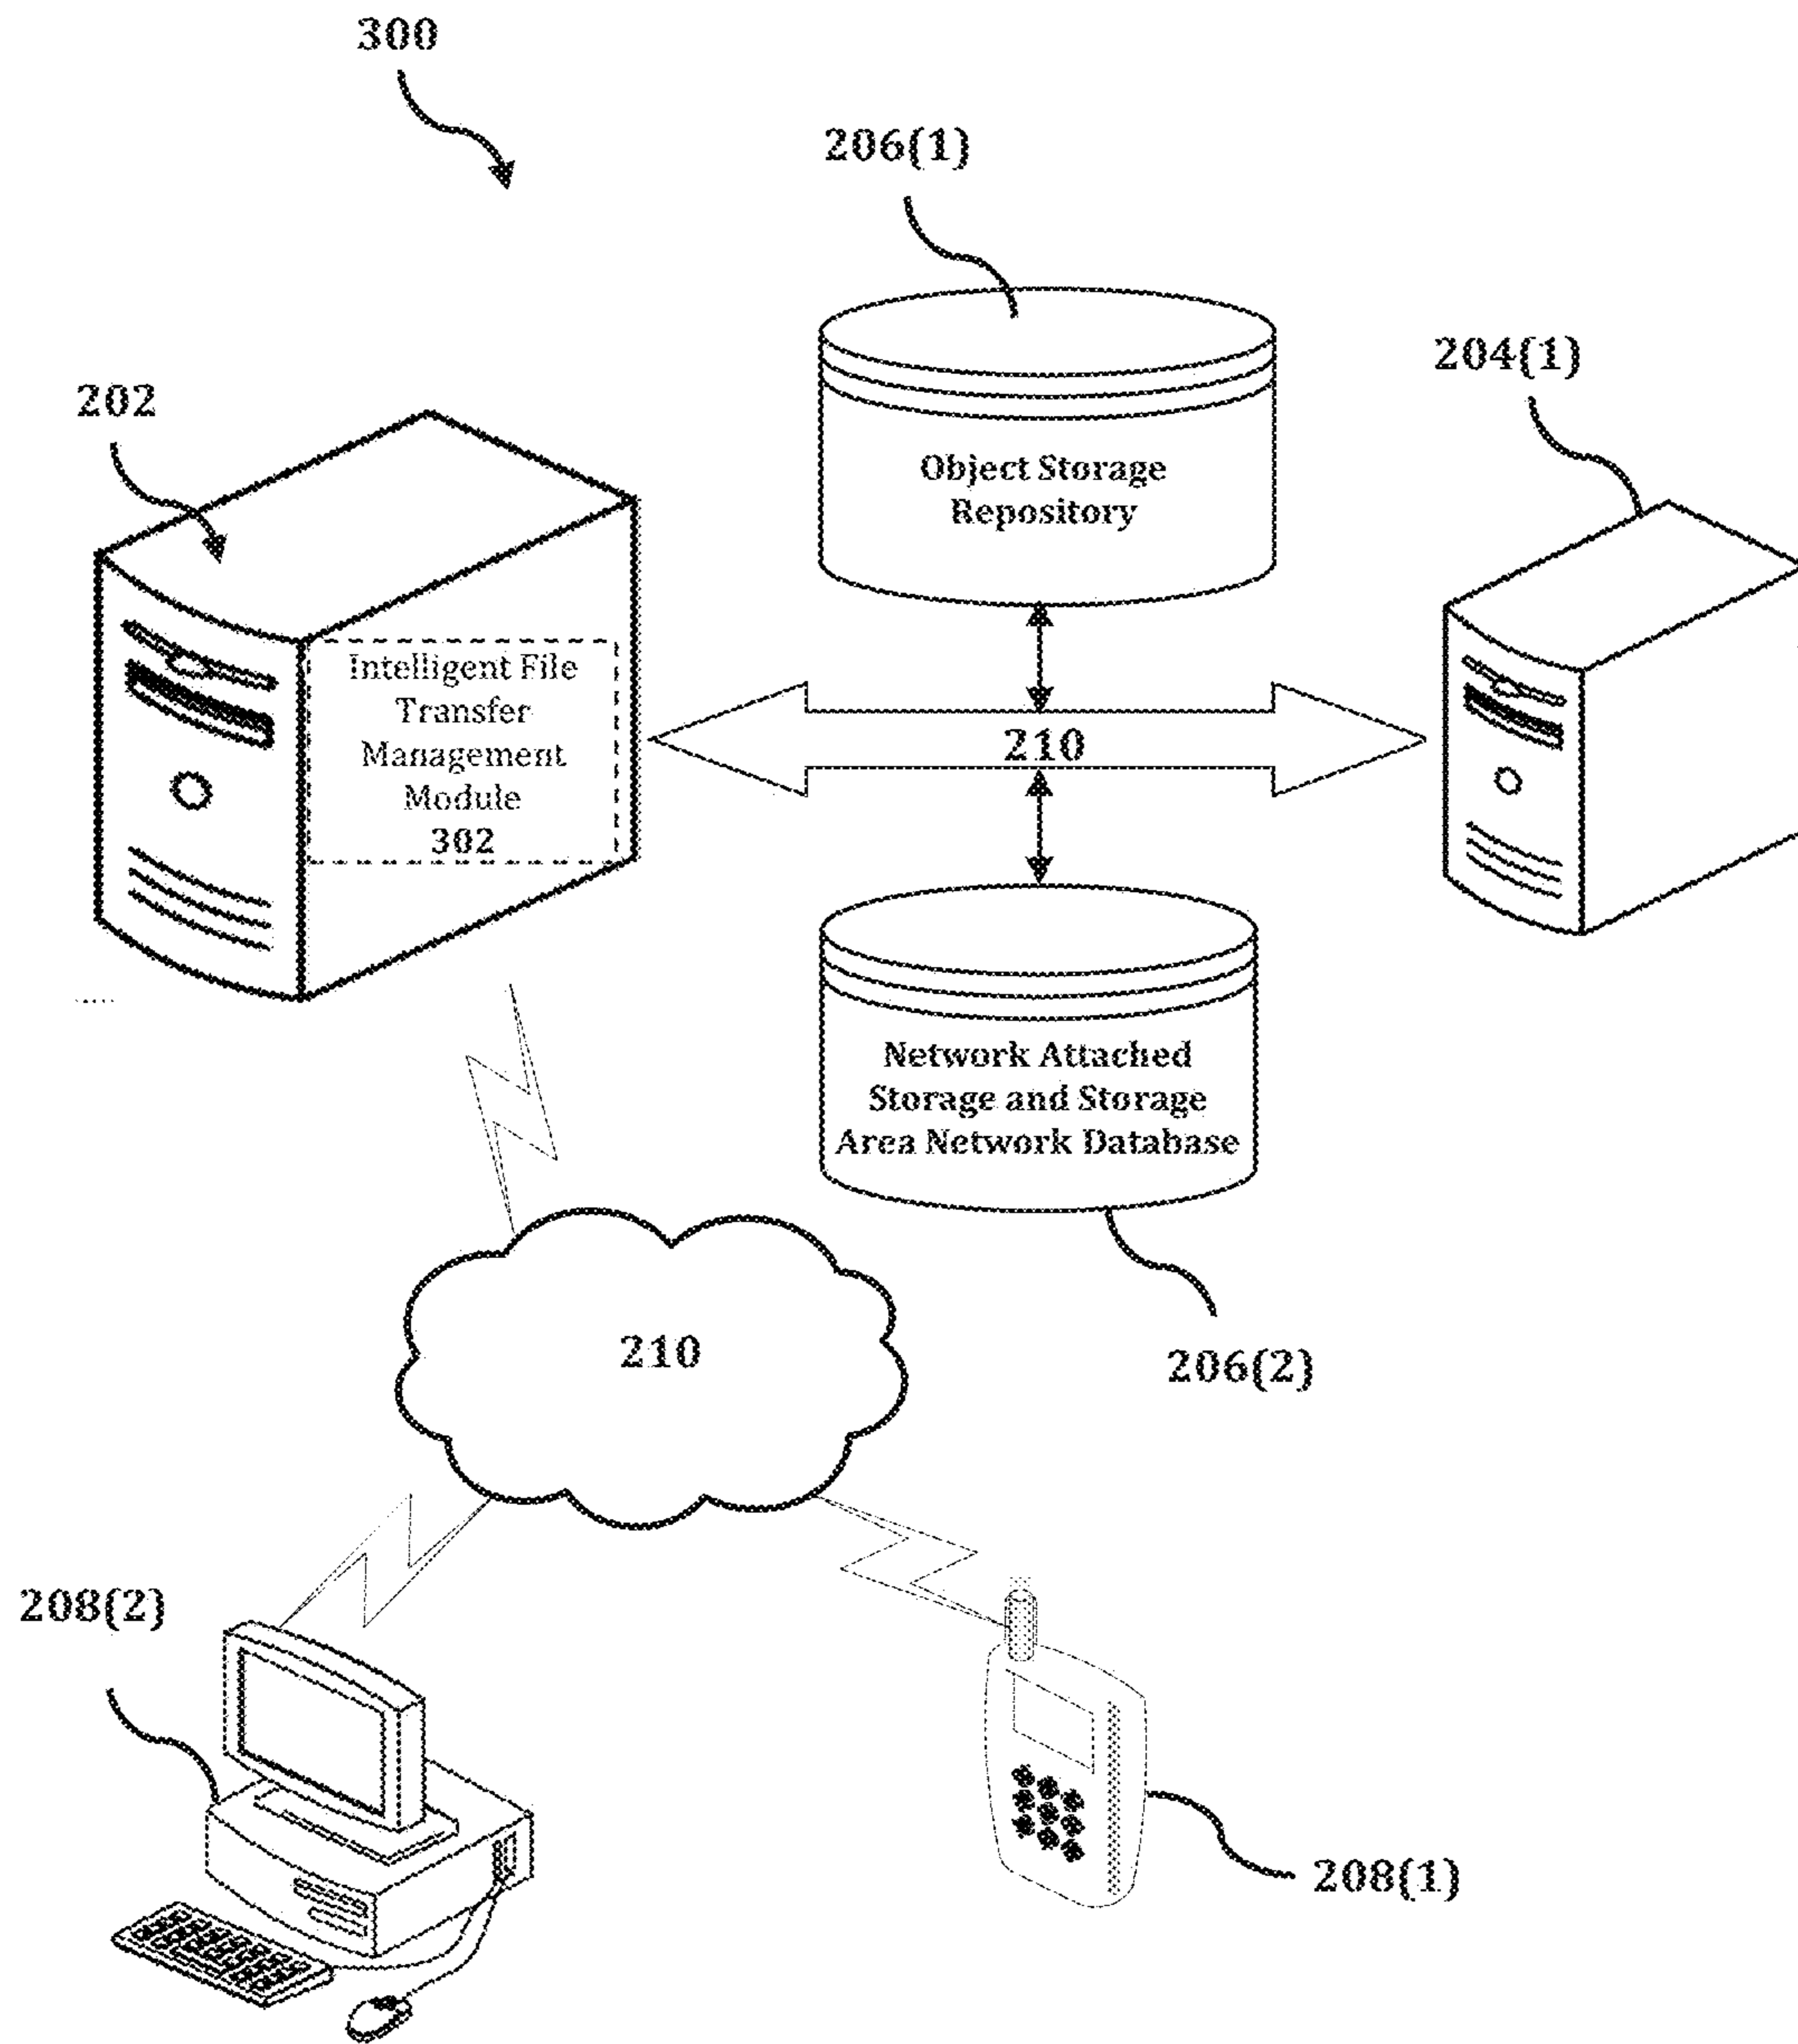 300
206(1)
204(1)
202
Object Storage
Repository
Intelligent File
Transfer
Management
Module
302
210
Network Attached
Storage and Storage
Area Network Database
210
206(2)
208(2)
208(1)